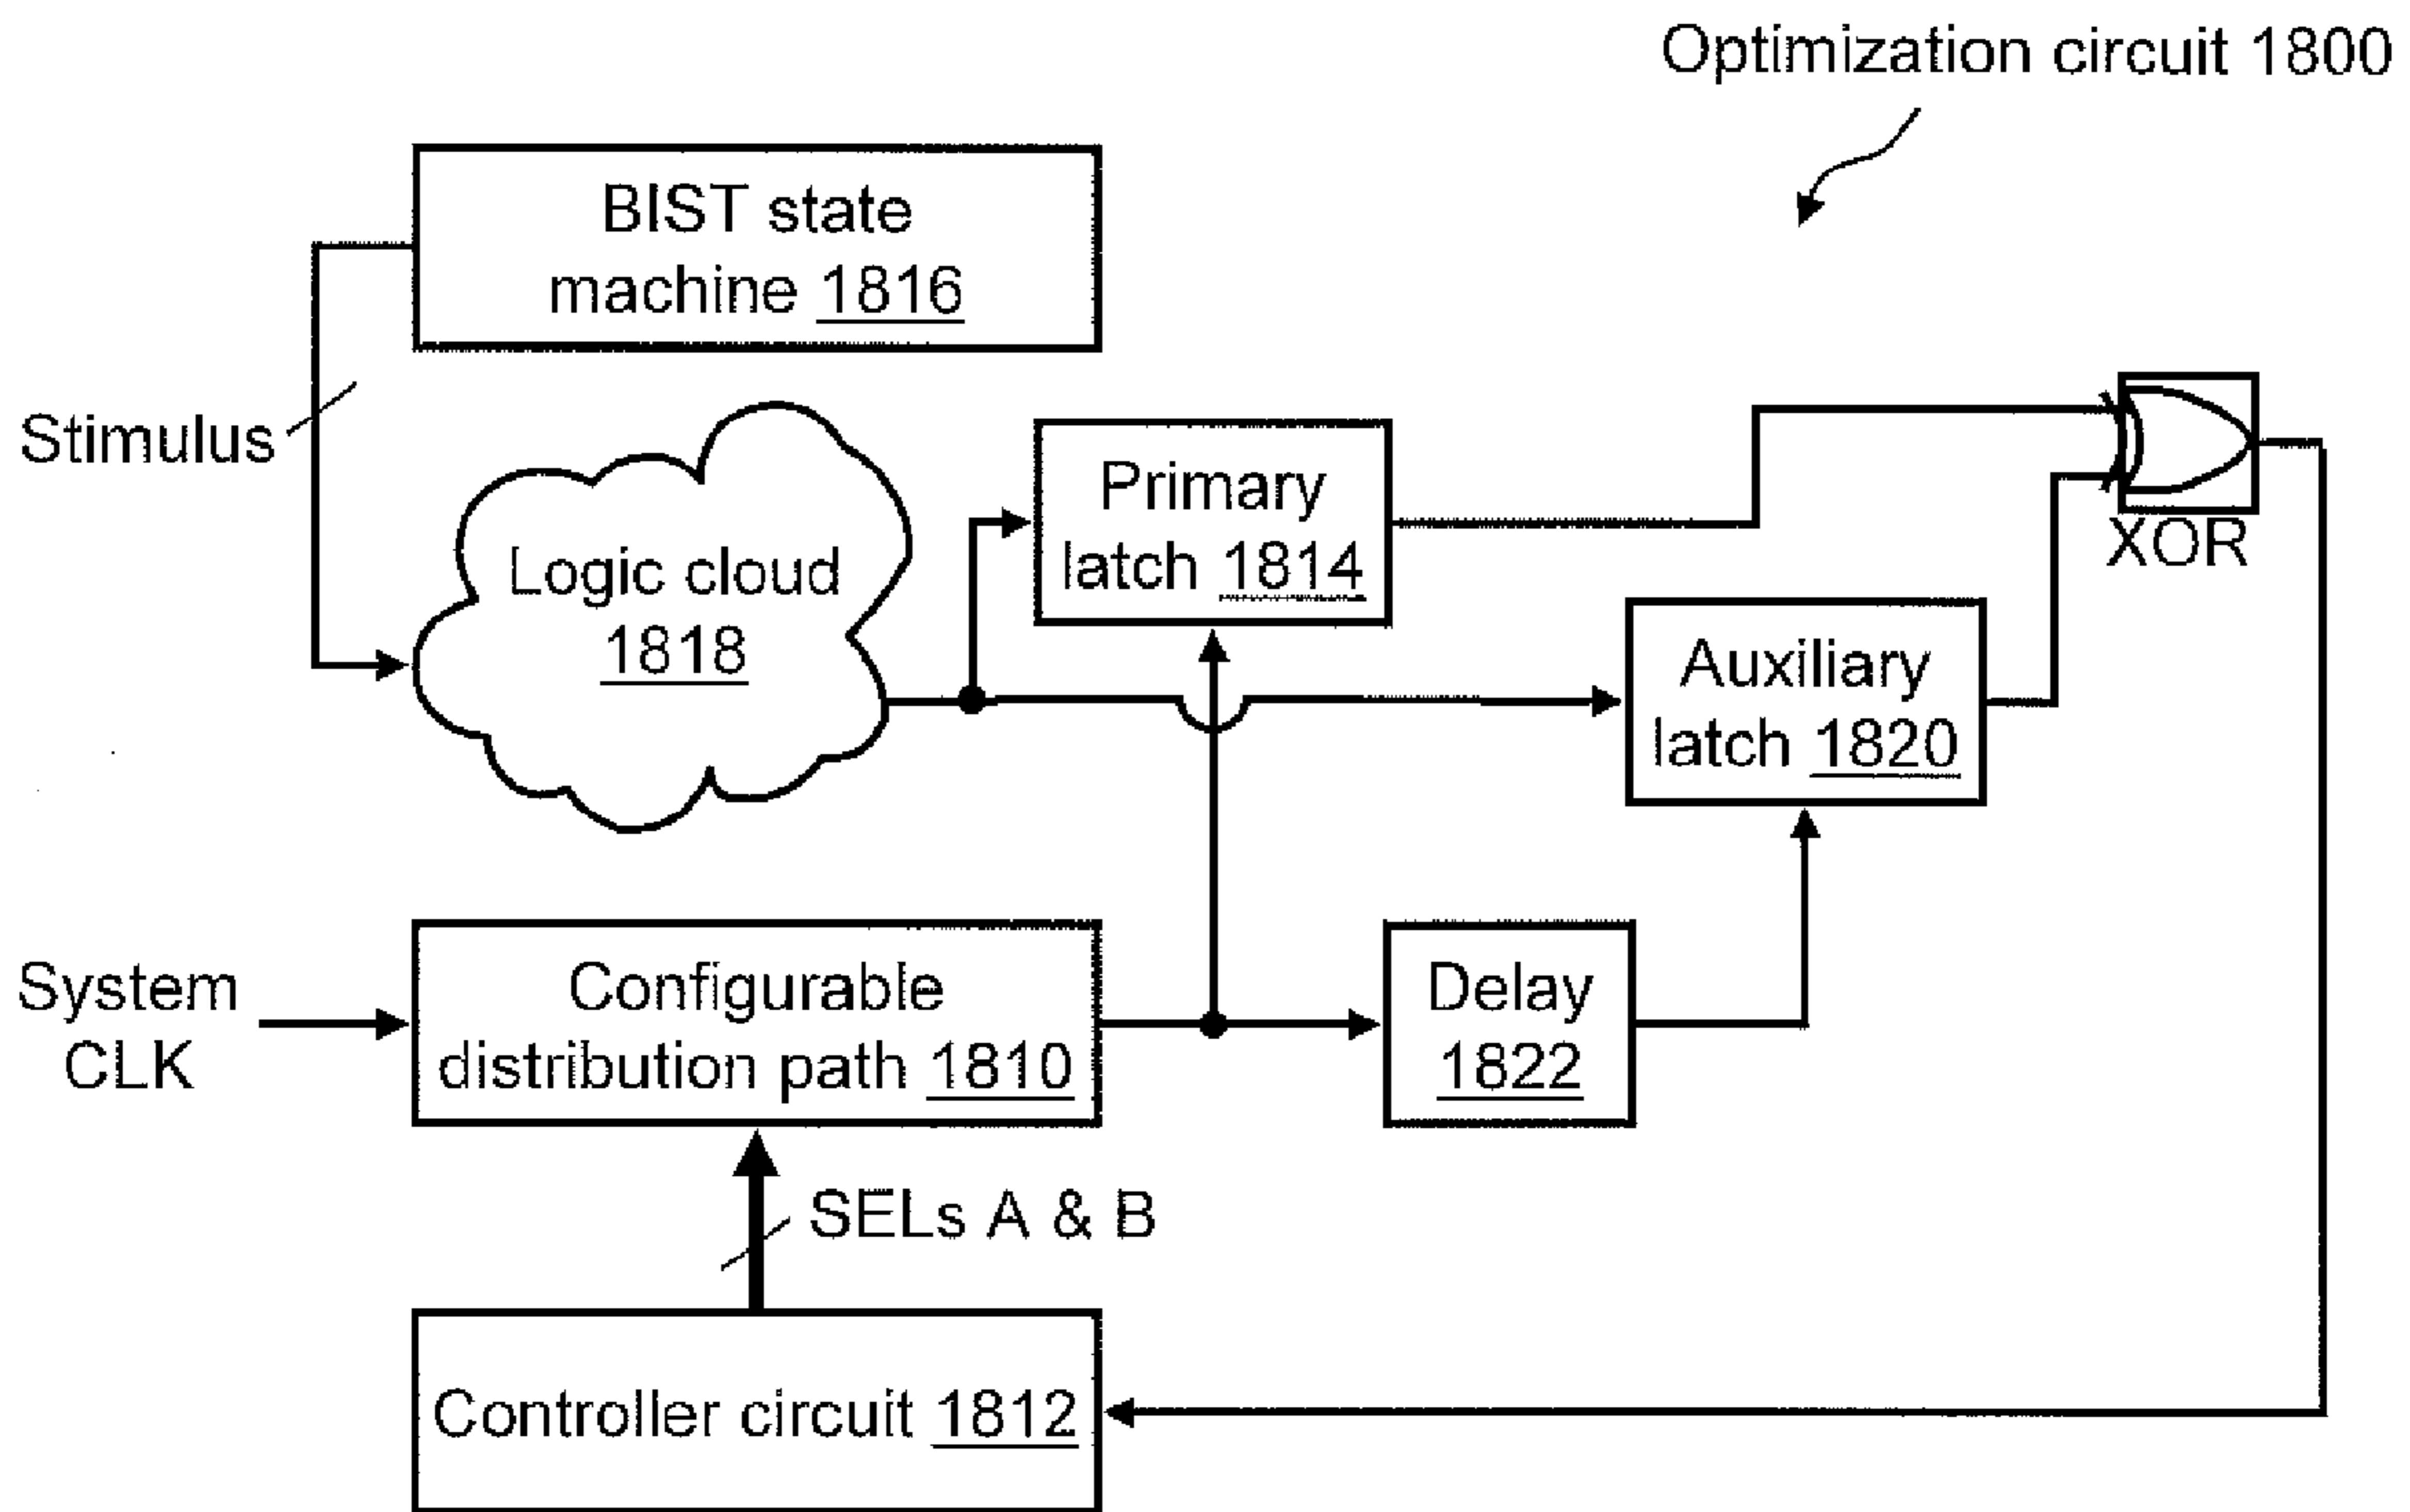 Optimization circuit 1800
BIST state
machine 1816
Stimulus
Primary
latch 1814
XOR
Logic cloud
1818
Auxiliary
latch 1820
System
CLK
Configurable
distribution path 1810
Delay
1822
SELs A & B
Controller circuit 1812